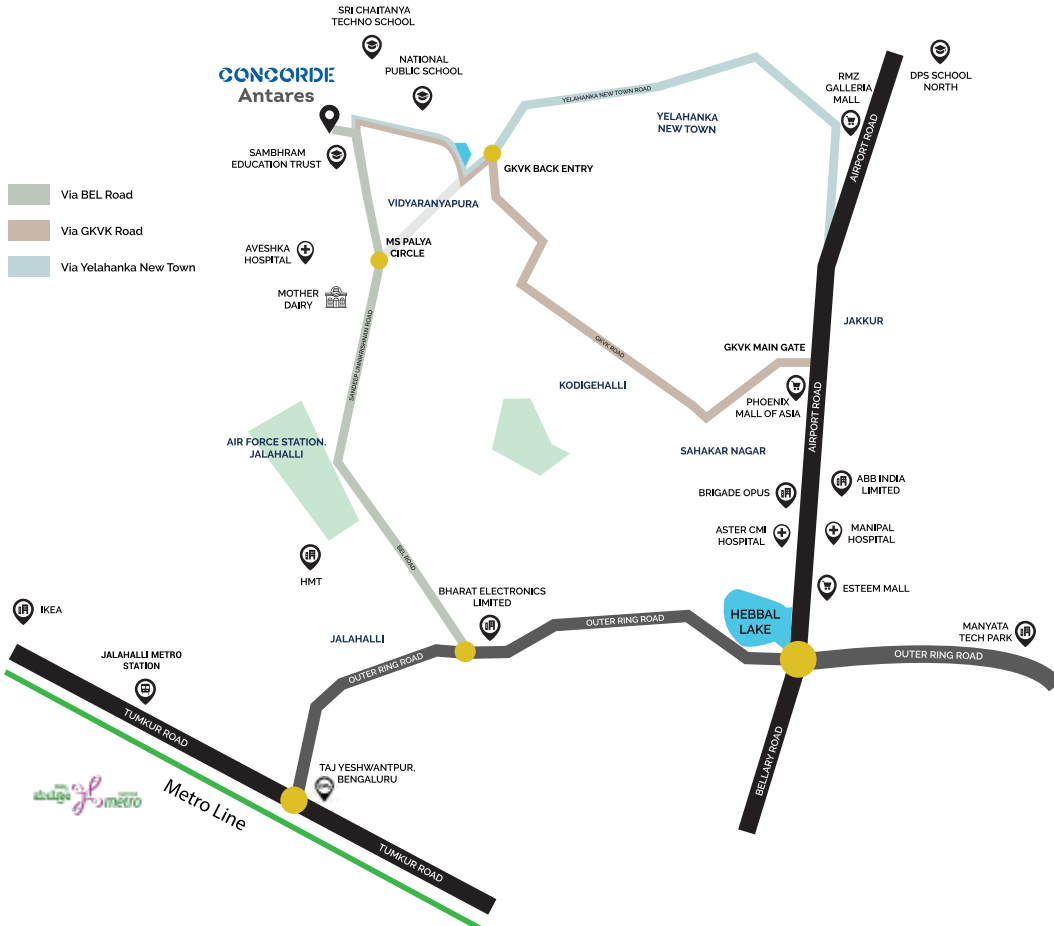 SRI CHAITANYA
TECHNO SCHOOL
NATIONAL
PUBLIC SCHOOL
CONCORDE
Antares
SAMBHRAM
EDUCATION TRUST
DPS SCHOOL
NORTH
RMZ
GALLERIA
MALL
AIRPORT ROAD
YELAHANKA NEW TOWN ROAD
YELAHANKA
NEW TOWN
GKVK BACK ENTRY
Via BEL Road
Via GKVK Road
Via Yelahanka New Town
VIDYARANYAPURA
MS PALYA
CIRCLE
AVESHKA
HOSPITAL
MOTHER
DAIRY
SANDEEP UNNIKRISHNAN ROAD
GKVK ROAD
JAKKUR
GKVK MAIN GATE
KODIGEHALLI
PHOENIX
MALL OF ASIA
AIRPORT ROAD
AIR FORCE STATION.
JALAHALLI
SAHAKAR NAGAR
BRIGADE OPUS
ABB INDIA
LIMITED
ASTER CMI
HOSPITAL
MANIPAL
HOSPITAL
BEL ROAD
HMT
ESTEEM MALL
BHARAT ELECTRONICS
LIMITED
IKEA
HEBBAL
LAKE
OUTER RING ROAD
MANYATA
TECH PARK
JALAHALLI
OUTER RING ROAD
OUTER RING ROAD
JALAHALLI METRO
STATION
TUMKUR ROAD
BELLARY ROAD
TAJ YESHWANTPUR,
BENGALURU
metro
Metro Line
TUMKUR ROAD